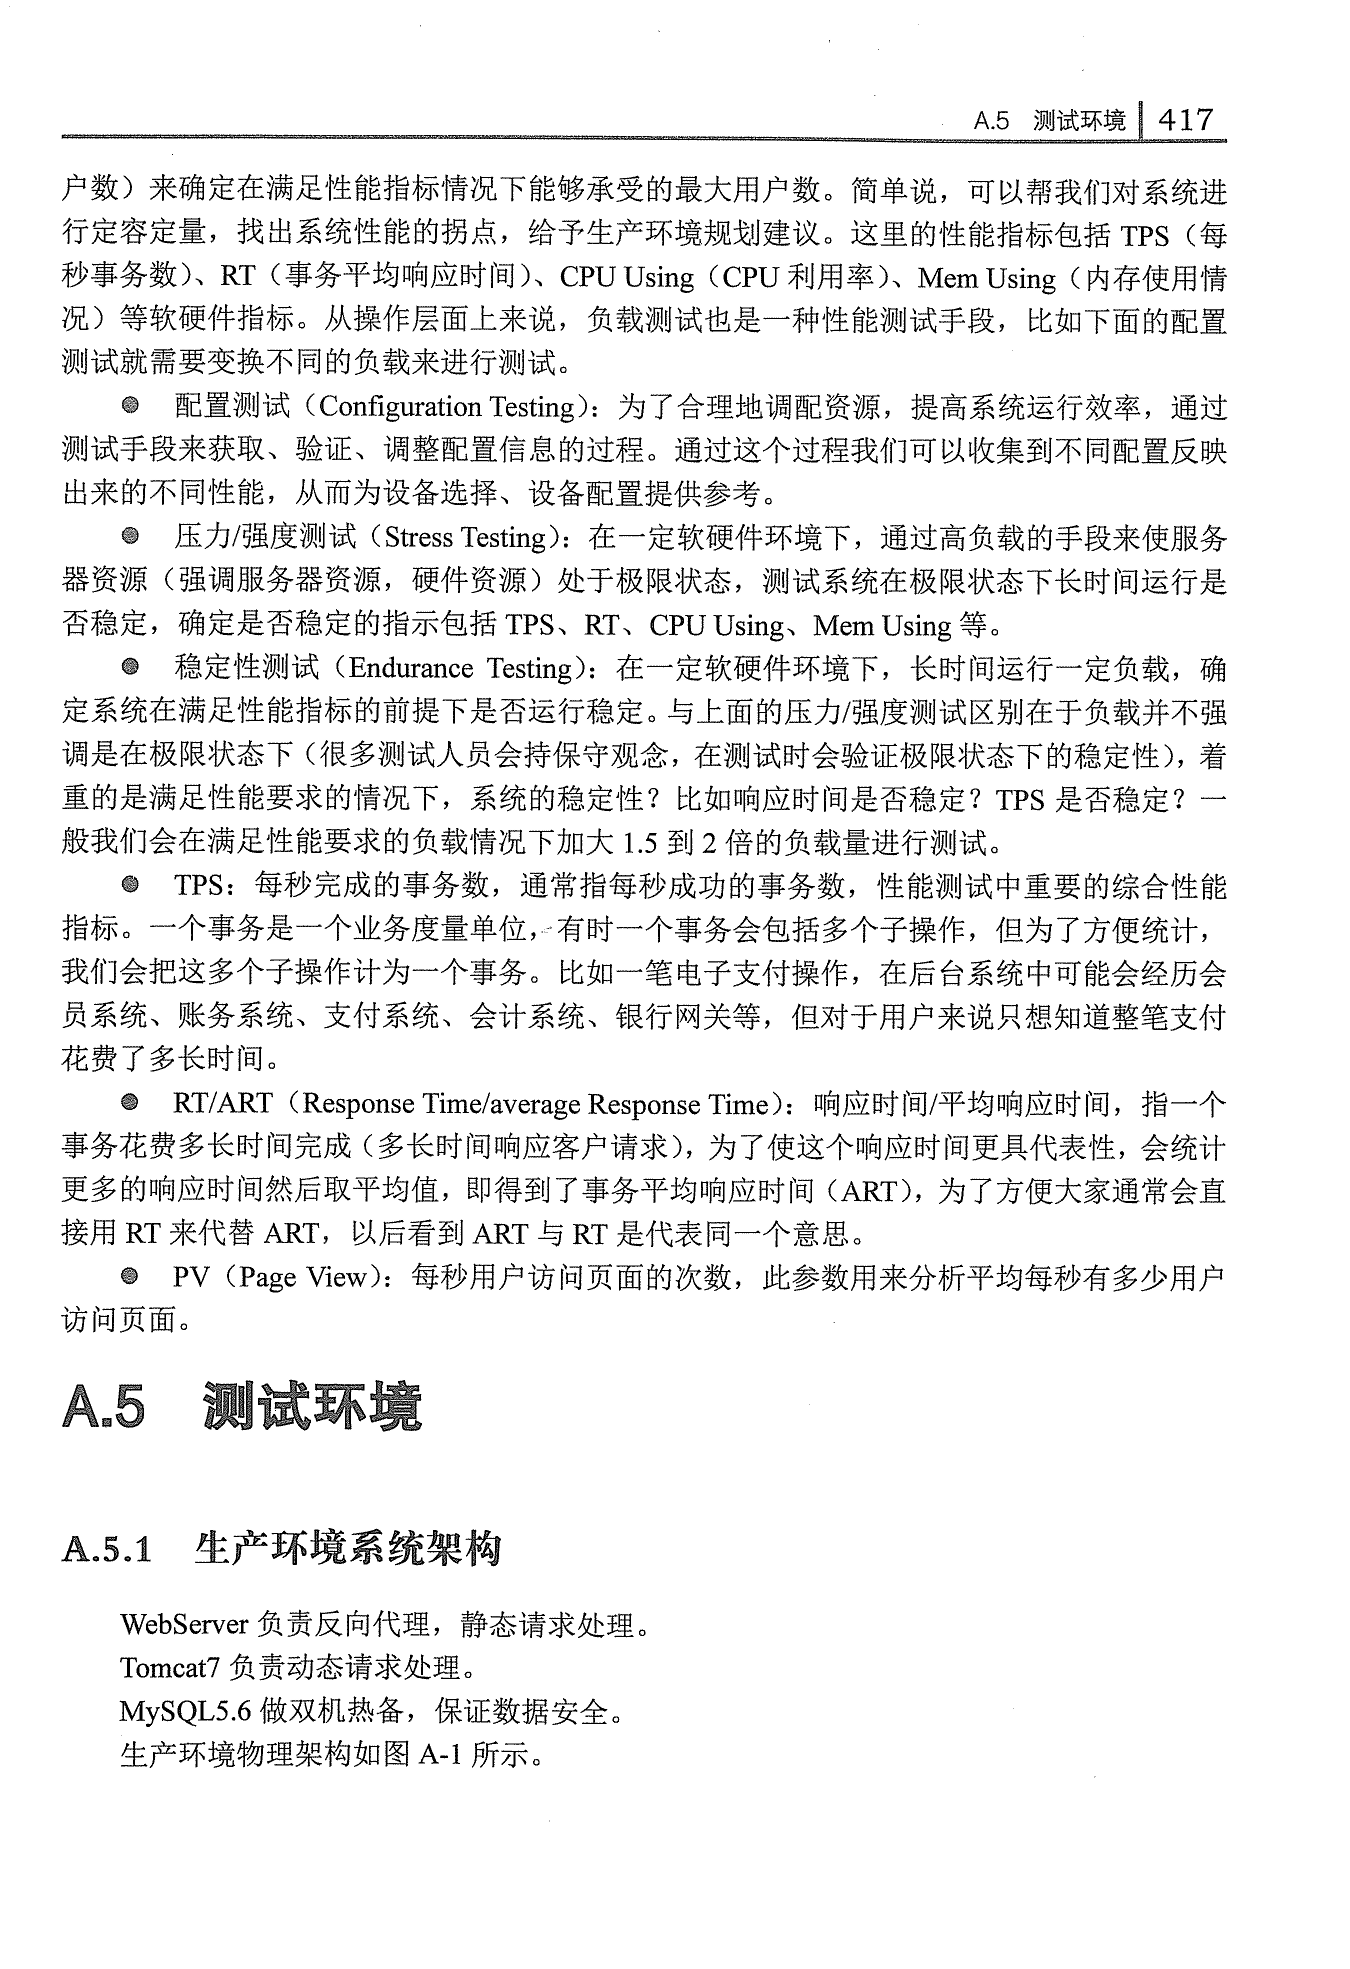 A.5 测试环境 417
户数）来确定在满足性能指标情况下能够承受的最大用户数。简单说，可以帮我们对系统进
行定容定量，找出系统性能的拐点，给予生产环境规划建议。这里的性能指标包括 TPS（每
秒事务数）、RT（事务平均响应时间）、CPU Using（CPU 利用率）、Mem Using（内存使用情
况）等软硬件指标。从操作层面上来说，负载测试也是一种性能测试手段，比如下面的配置
测试就需要变换不同的负载来进行测试。
● 配置测试（Configuration Testing）：为了合理地调配资源，提高系统运行效率，通过
测试手段来获取、验证、调整配置信息的过程。通过这个过程我们可以收集到不同配置反映
出来的不同性能，从而为设备选择、设备配置提供参考。
● 压力/强度测试（Stress Testing）：在一定软硬件环境下，通过高负载的手段来使服务
器资源（强调服务器资源，硬件资源）处于极限状态，测试系统在极限状态下长时间运行是
否稳定，确定是否稳定的指示包括 TPS、RT、CPU Using、Mem Using 等。
● 稳定性测试（Endurance Testing）：在一定软硬件环境下，长时间运行一定负载，确
定系统在满足性能指标的前提下是否运行稳定。与上面的压力/强度测试区别在于负载并不强
调是在极限状态下（很多测试人员会持保守观念，在测试时会验证极限状态下的稳定性），着
重的是满足性能要求的情况下，系统的稳定性？比如响应时间是否稳定？TPS 是否稳定？一
般我们会在满足性能要求的负载情况下加大 1.5 到 2 倍的负载量进行测试。
● TPS：每秒完成的事务数，通常指每秒成功的事务数，性能测试中重要的综合性能
指标。一个事务是一个业务度量单位，有时一个事务会包括多个子操作，但为了方便统计，
我们会把这多个子操作计为一个事务。比如一笔电子支付操作，在后台系统中可能会经历会
员系统、账务系统、支付系统、会计系统、银行网关等，但对于用户来说只想知道整笔支付
花费了多长时间。
● RT/ART（Response Time/average Response Time）：响应时间/平均响应时间，指一个
事务花费多长时间完成（多长时间响应客户请求），为了使这个响应时间更具代表性，会统计
更多的响应时间然后取平均值，即得到了事务平均响应时间（ART），为了方便大家通常会直
接用 RT 来代替 ART，以后看到 ART 与 RT 是代表同一个意思。
● PV（Page View）：每秒用户访问页面的次数，此参数用来分析平均每秒有多少用户
访问页面。
A.5 测试环境
A.5.1 生产环境系统架构
WebServer 负责反向代理，静态请求处理。
Tomcat7 负责动态请求处理。
MySQL5.6 做双机热备，保证数据安全。
生产环境物理架构如图 A-1 所示。